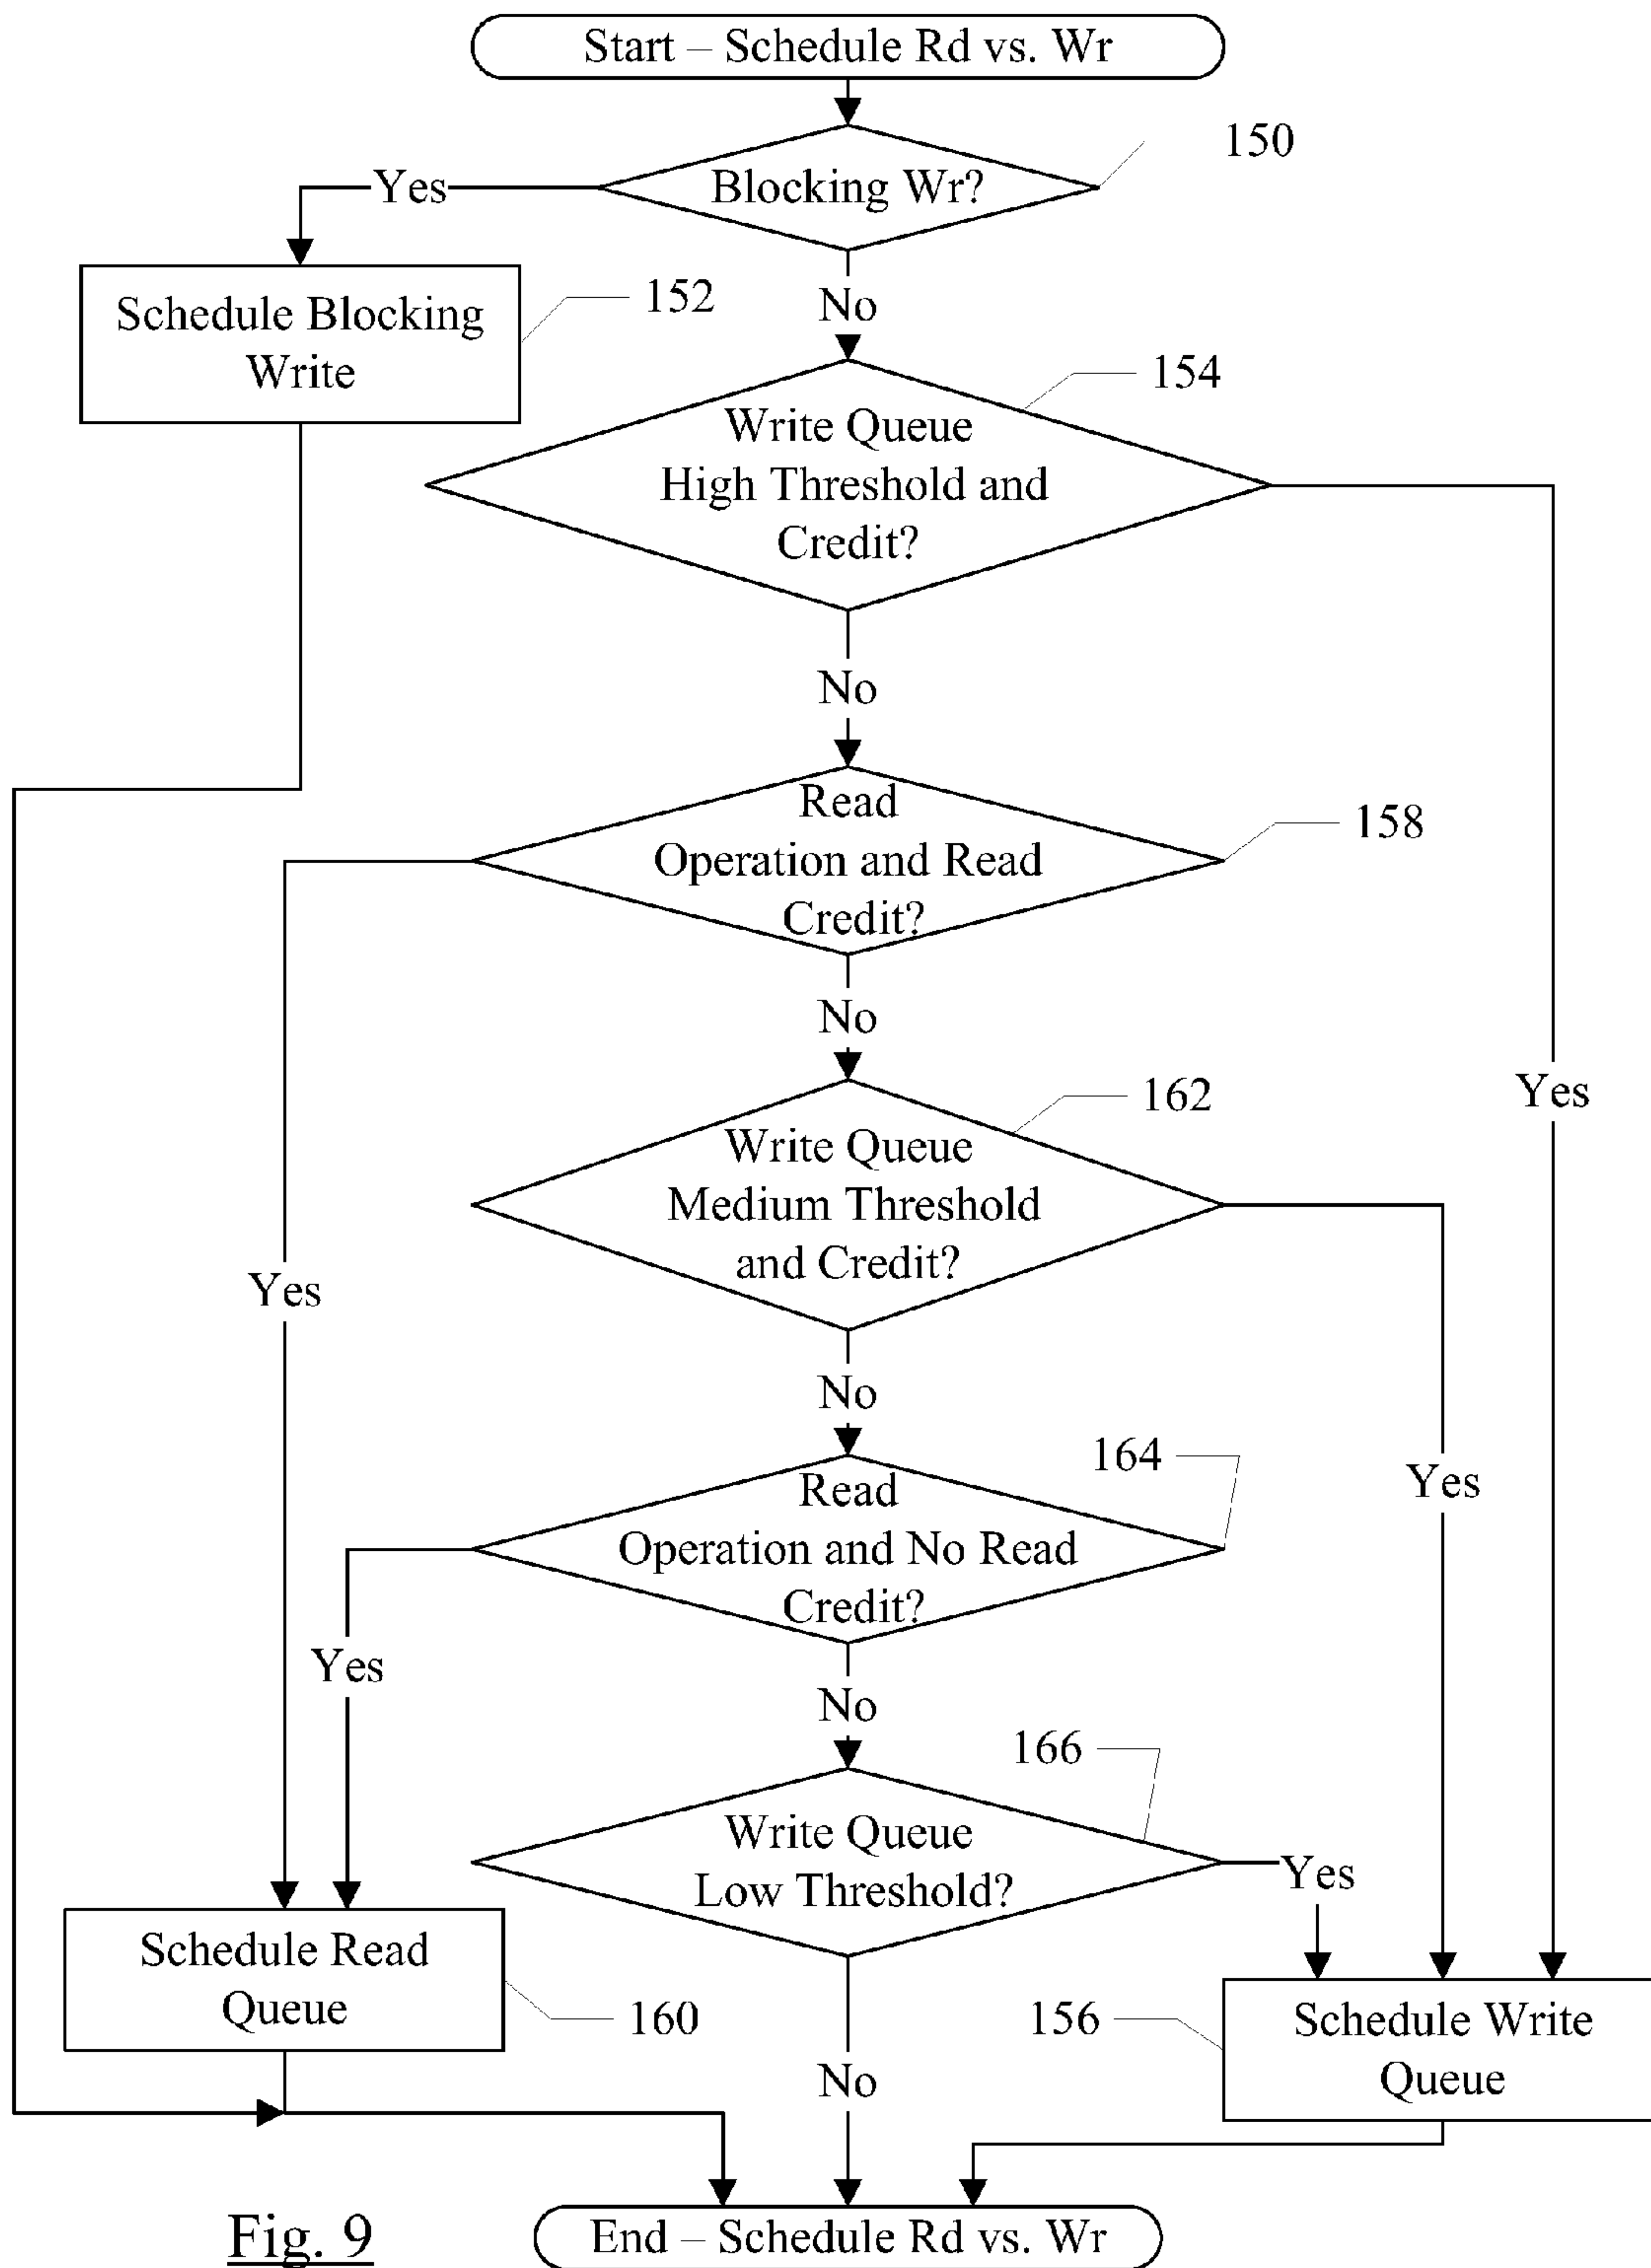 Start – Schedule Rd vs. Wr
150
Blocking Wr?
Yes
No
Schedule Blocking
Write
152
154
Write Queue
High Threshold and
Credit?
No
Read
Operation and Read
Credit?
158
No
Yes
162
Write Queue
Medium Threshold
and Credit?
Yes
No
164
Read
Operation and No Read
Credit?
Yes
Yes
No
166
Write Queue
Low Threshold?
Yes
Schedule Read
Queue
160
156
Schedule Write
Queue
No
Fig. 9
End – Schedule Rd vs. Wr